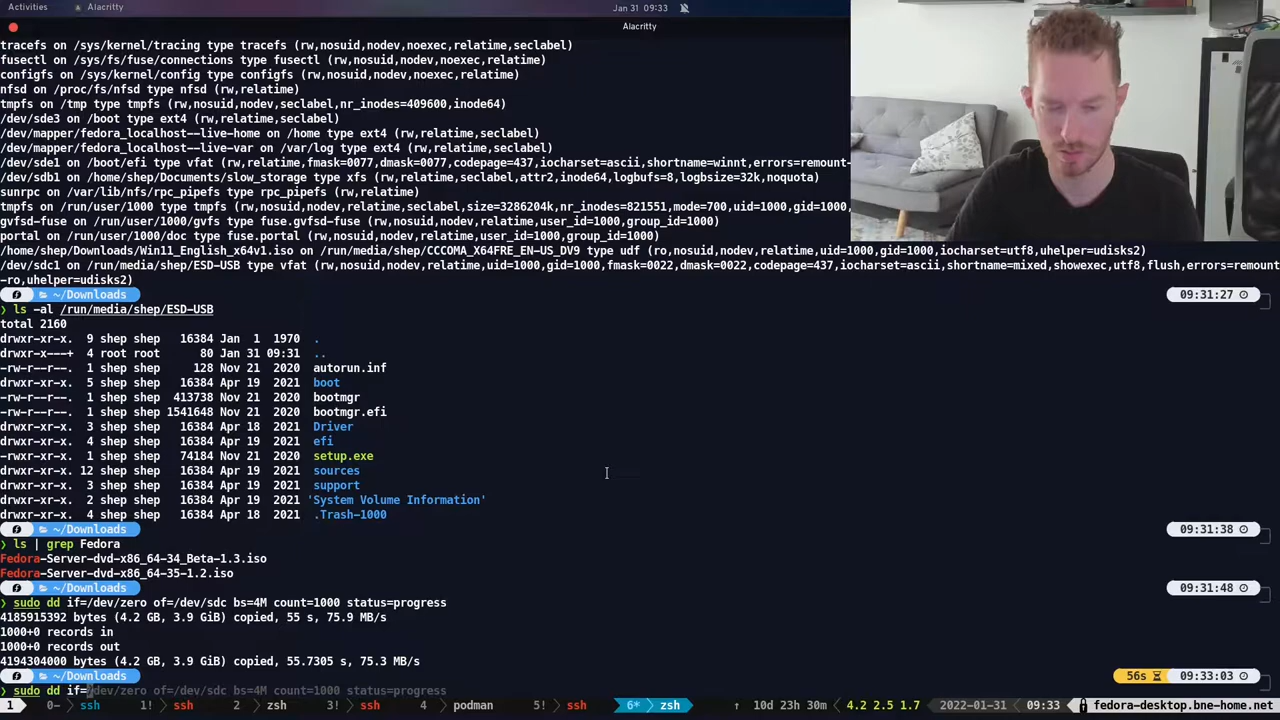 Activities
Alacritty
Jan 31 09:33
Alacritty
tracefs on /sys/kernel/tracing type tracefs (rw,nosuid,nodev,noexec,relatime,seclabel)
fusectl on /sys/fs/fuse/connections type fusectl (rw,nosuid,nodev,noexec,relatime)
configfs on /sys/kernel/config type configfs (rw,nosuid,nodev,noexec,relatime)
nfsd on /proc/fs/nfsd type nfsd (rw,relatime)
tmpfs on /tmp type tmpfs (rw,nosuid,nodev,seclabel,nr_inodes=409600,inode64)
/dev/sde3 on /boot type ext4 (rw,relatime,seclabel)
/dev/mapper/fedora_localhost--live-home on /home type ext4 (rw,relatime,seclabel)
/dev/mapper/fedora_localhost--live-var on /var/log type ext4 (rw,relatime,seclabel)
/dev/sde1 on /boot/efi type vfat (rw,relatime,fmask=0077,dmask=0077,codepage=437,iocharset=ascii,shortname=winnt,errors=remount-
/dev/sdb1 on /home/shep/Documents/slow_storage type xfs (rw,relatime,seclabel,attr2,inode64,logbufs=8,logbsize=32k,noquota)
sunrpc on /var/lib/nfs/rpc_pipefs type rpc_pipefs (rw,relatime)
tmpfs on /run/user/1000 type tmpfs (rw,nosuid,nodev,relatime,seclabel,size=3286204k,nr_inodes=821551,mode=700,uid=1000,gid=1000,
gvfsd-fuse on /run/user/1000/gvfs type fuse.gvfsd-fuse (rw,nosuid,nodev,relatime,user_id=1000,group_id=1000)
portal on /run/user/1000/doc type fuse.portal (rw,nosuid,nodev,relatime,user_id=1000,group_id=1000)
/home/shep/Downloads/Win11_English_x64v1.iso on /run/media/shep/CCCOMA_X64FRE_EN-US_DV9 type udf (ro,nosuid,nodev,relatime,uid=1000,gid=1000,iocharset=utf8,uhelper=udisks2)
/dev/sdc1 on /run/media/shep/ESD-USB type vfat (rw,nosuid,nodev,relatime,uid=1000,gid=1000,fmask=0022,dmask=0022,codepage=437,iocharset=ascii,shortname=mixed,showexec,utf8,flush,errors=remount
-ro,uhelper=udisks2)
~/Downloads 09:31:27
❯ ls -al /run/media/shep/ESD-USB
total 2160
drwxr-xr-x. 9 shep shep 16384 Jan 1 1970 .
drwxr-x---+ 4 root root 80 Jan 31 09:31 ..
-rw-r--r--. 1 shep shep 128 Nov 21 2020 autorun.inf
drwxr-xr-x. 5 shep shep 16384 Apr 19 2021 boot
-rw-r--r--. 1 shep shep 413738 Nov 21 2020 bootmgr
-rw-r--r--. 1 shep shep 1541648 Nov 21 2020 bootmgr.efi
drwxr-xr-x. 3 shep shep 16384 Apr 18 2021 Driver
drwxr-xr-x. 4 shep shep 16384 Apr 19 2021 efi
-rw-r--r--. 1 shep shep 74184 Nov 21 2020 setup.exe
drwxr-xr-x. 12 shep shep 16384 Apr 19 2021 sources
drwxr-xr-x. 3 shep shep 16384 Apr 19 2021 support
drwxr-xr-x. 2 shep shep 16384 Apr 19 2021 'System Volume Information'
drwxr-xr-x. 4 shep shep 16384 Apr 18 2021 .Trash-1000
~/Downloads 09:31:38
❯ ls | grep Fedora
Fedora-Server-dvd-x86_64-34_Beta-1.3.iso
Fedora-Server-dvd-x86_64-35-1.2.iso
~/Downloads 09:31:48
❯ sudo dd if=/dev/zero of=/dev/sdc bs=4M count=1000 status=progress
4185915392 bytes (4.2 GB, 3.9 GiB) copied, 55 s, 75.9 MB/s
1000+0 records in
1000+0 records out
4194304000 bytes (4.2 GB, 3.9 GiB) copied, 55.7305 s, 75.3 MB/s
~/Downloads 56s 09:33:03
❯ sudo dd if=/dev/zero of=/dev/sdc bs=4M count=1000 status=progress
1 0- ssh 1! ssh 2 zsh 3! ssh 4 podman 5! ssh 6* zsh ↑ 10d 23h 30m 4.2 2.5 1.7 2022-01-31 09:33 fedora-desktop.bne-home.net